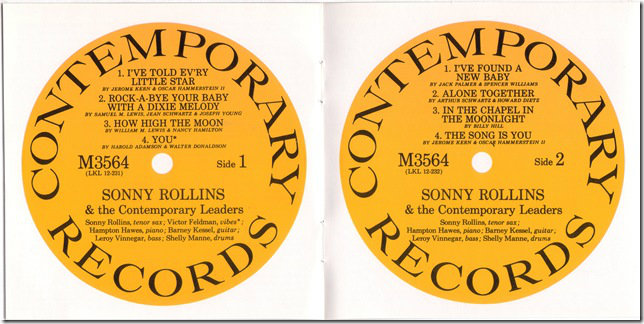 CONTEMPORARY
1. I'VE TOLD EV'RY
LITTLE STAR
BY JEROME KERN & OSCAR HAMMERSTEIN II
2. ROCK-A-BYE YOUR BABY
WITH A DIXIE MELODY
BY SAMUEL M. LEWIS, JEAN SCHWARTZ & JOSEPH YOUNG
3. HOW HIGH THE MOON
BY WILLIAM M. LEWIS & NANCY HAMILTON
4. YOU*
BY HAROLD ADAMSON & WALTER DONALDSON
M3564 Side 1
(LKL 12-231)
SONNY ROLLINS
& the Contemporary Leaders
Sonny Rollins, tenor sax; Victor Feldman, vibes*;
Hampton Hawes, piano; Barney Kessel, guitar;
Leroy Vinnegar, bass; Shelly Manne, drums
RECORDS
CONTEMPORARY
1. I'VE FOUND A
NEW BABY
BY JACK PALMER & SPENCER WILLIAMS
2. ALONE TOGETHER
BY ARTHUR SCHWARTZ & HOWARD DIETZ
3. IN THE CHAPEL IN
THE MOONLIGHT
BY BILLY HILL
4. THE SONG IS YOU
BY JEROME KERN & OSCAR HAMMERSTEIN II
M3564 Side 2
(LKL 12-232)
SONNY ROLLINS
& the Contemporary Leaders
Sonny Rollins, tenor sax;
Hampton Hawes, piano; Barney Kessel, guitar;
Leroy Vinnegar, bass; Shelly Manne, drums
RECORDS